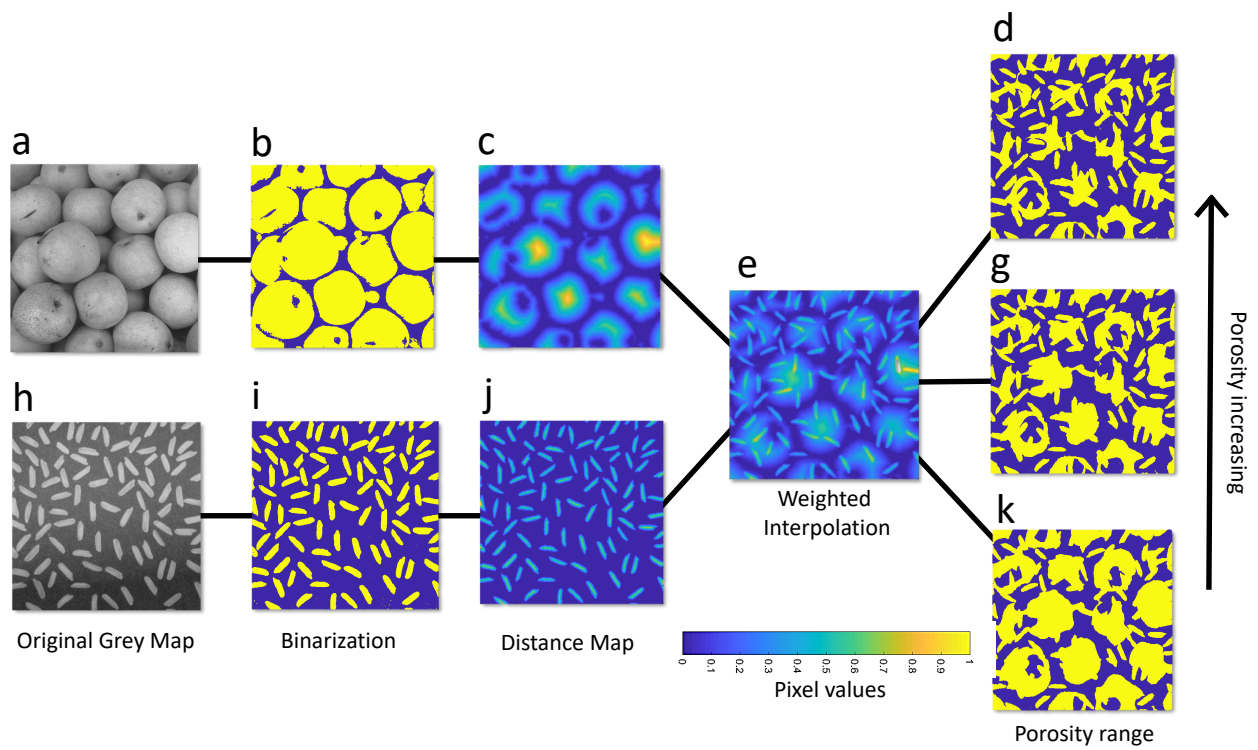 d
a
b
c
e
g
h
i
j
k
Porosity increasing
Weighted
Interpolation
Original Grey Map
Binarization
Distance Map
0 0.1 0.2 0.3 0.4 0.5 0.6 0.7 0.8 0.9 1
Pixel values
Porosity range